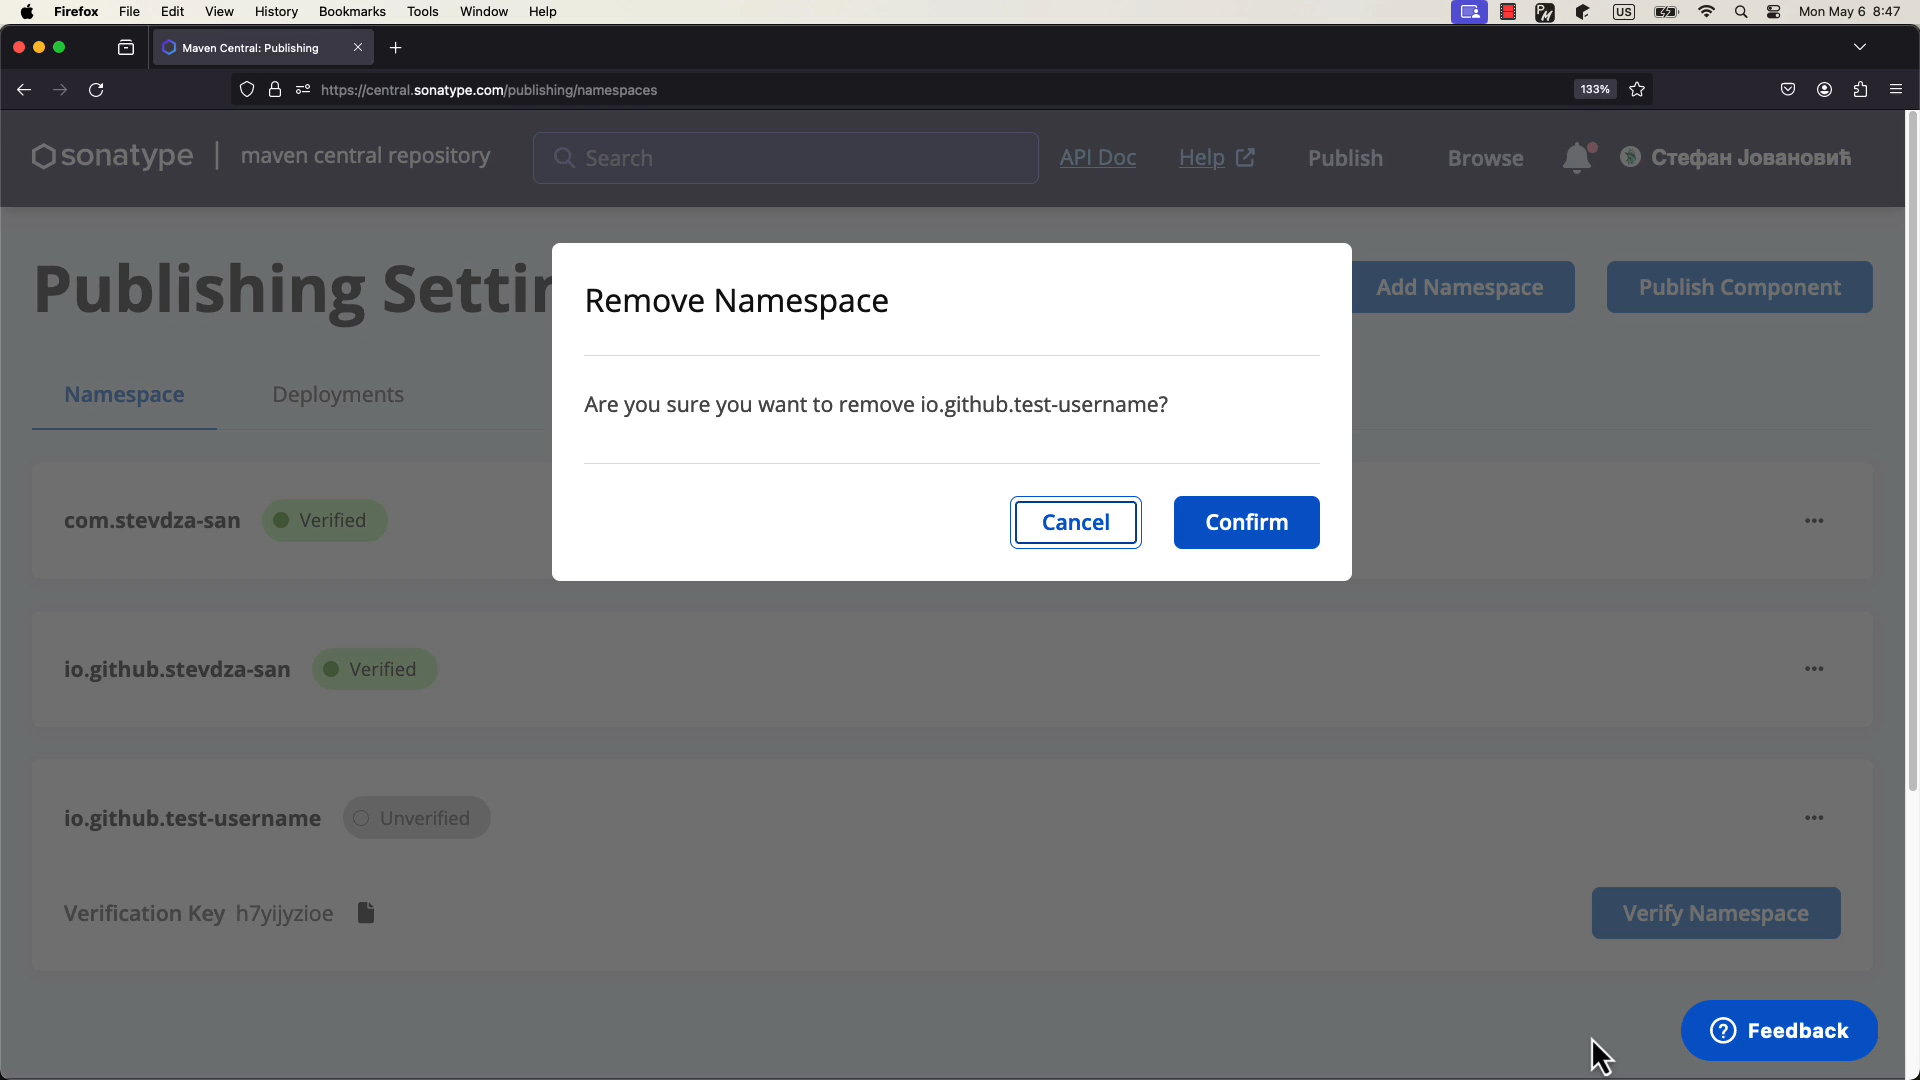 Firefox File Edit View History Bookmarks Tools Window Help US Mon May 6 8:47
Maven Central: Publishing
https://central.sonatype.com/publishing/namespaces 133%
sonatype | maven central repository Search API Doc Help Publish Browse Стефан Јовановић
Publishing Settin Add Namespace Publish Component
Remove Namespace
Namespace Deployments
Are you sure you want to remove io.github.test-username?
Cancel Confirm
com.stevdza-san Verified
io.github.stevdza-san Verified
io.github.test-username Unverified
Verification Key h7yijyzioe Verify Namespace
Feedback